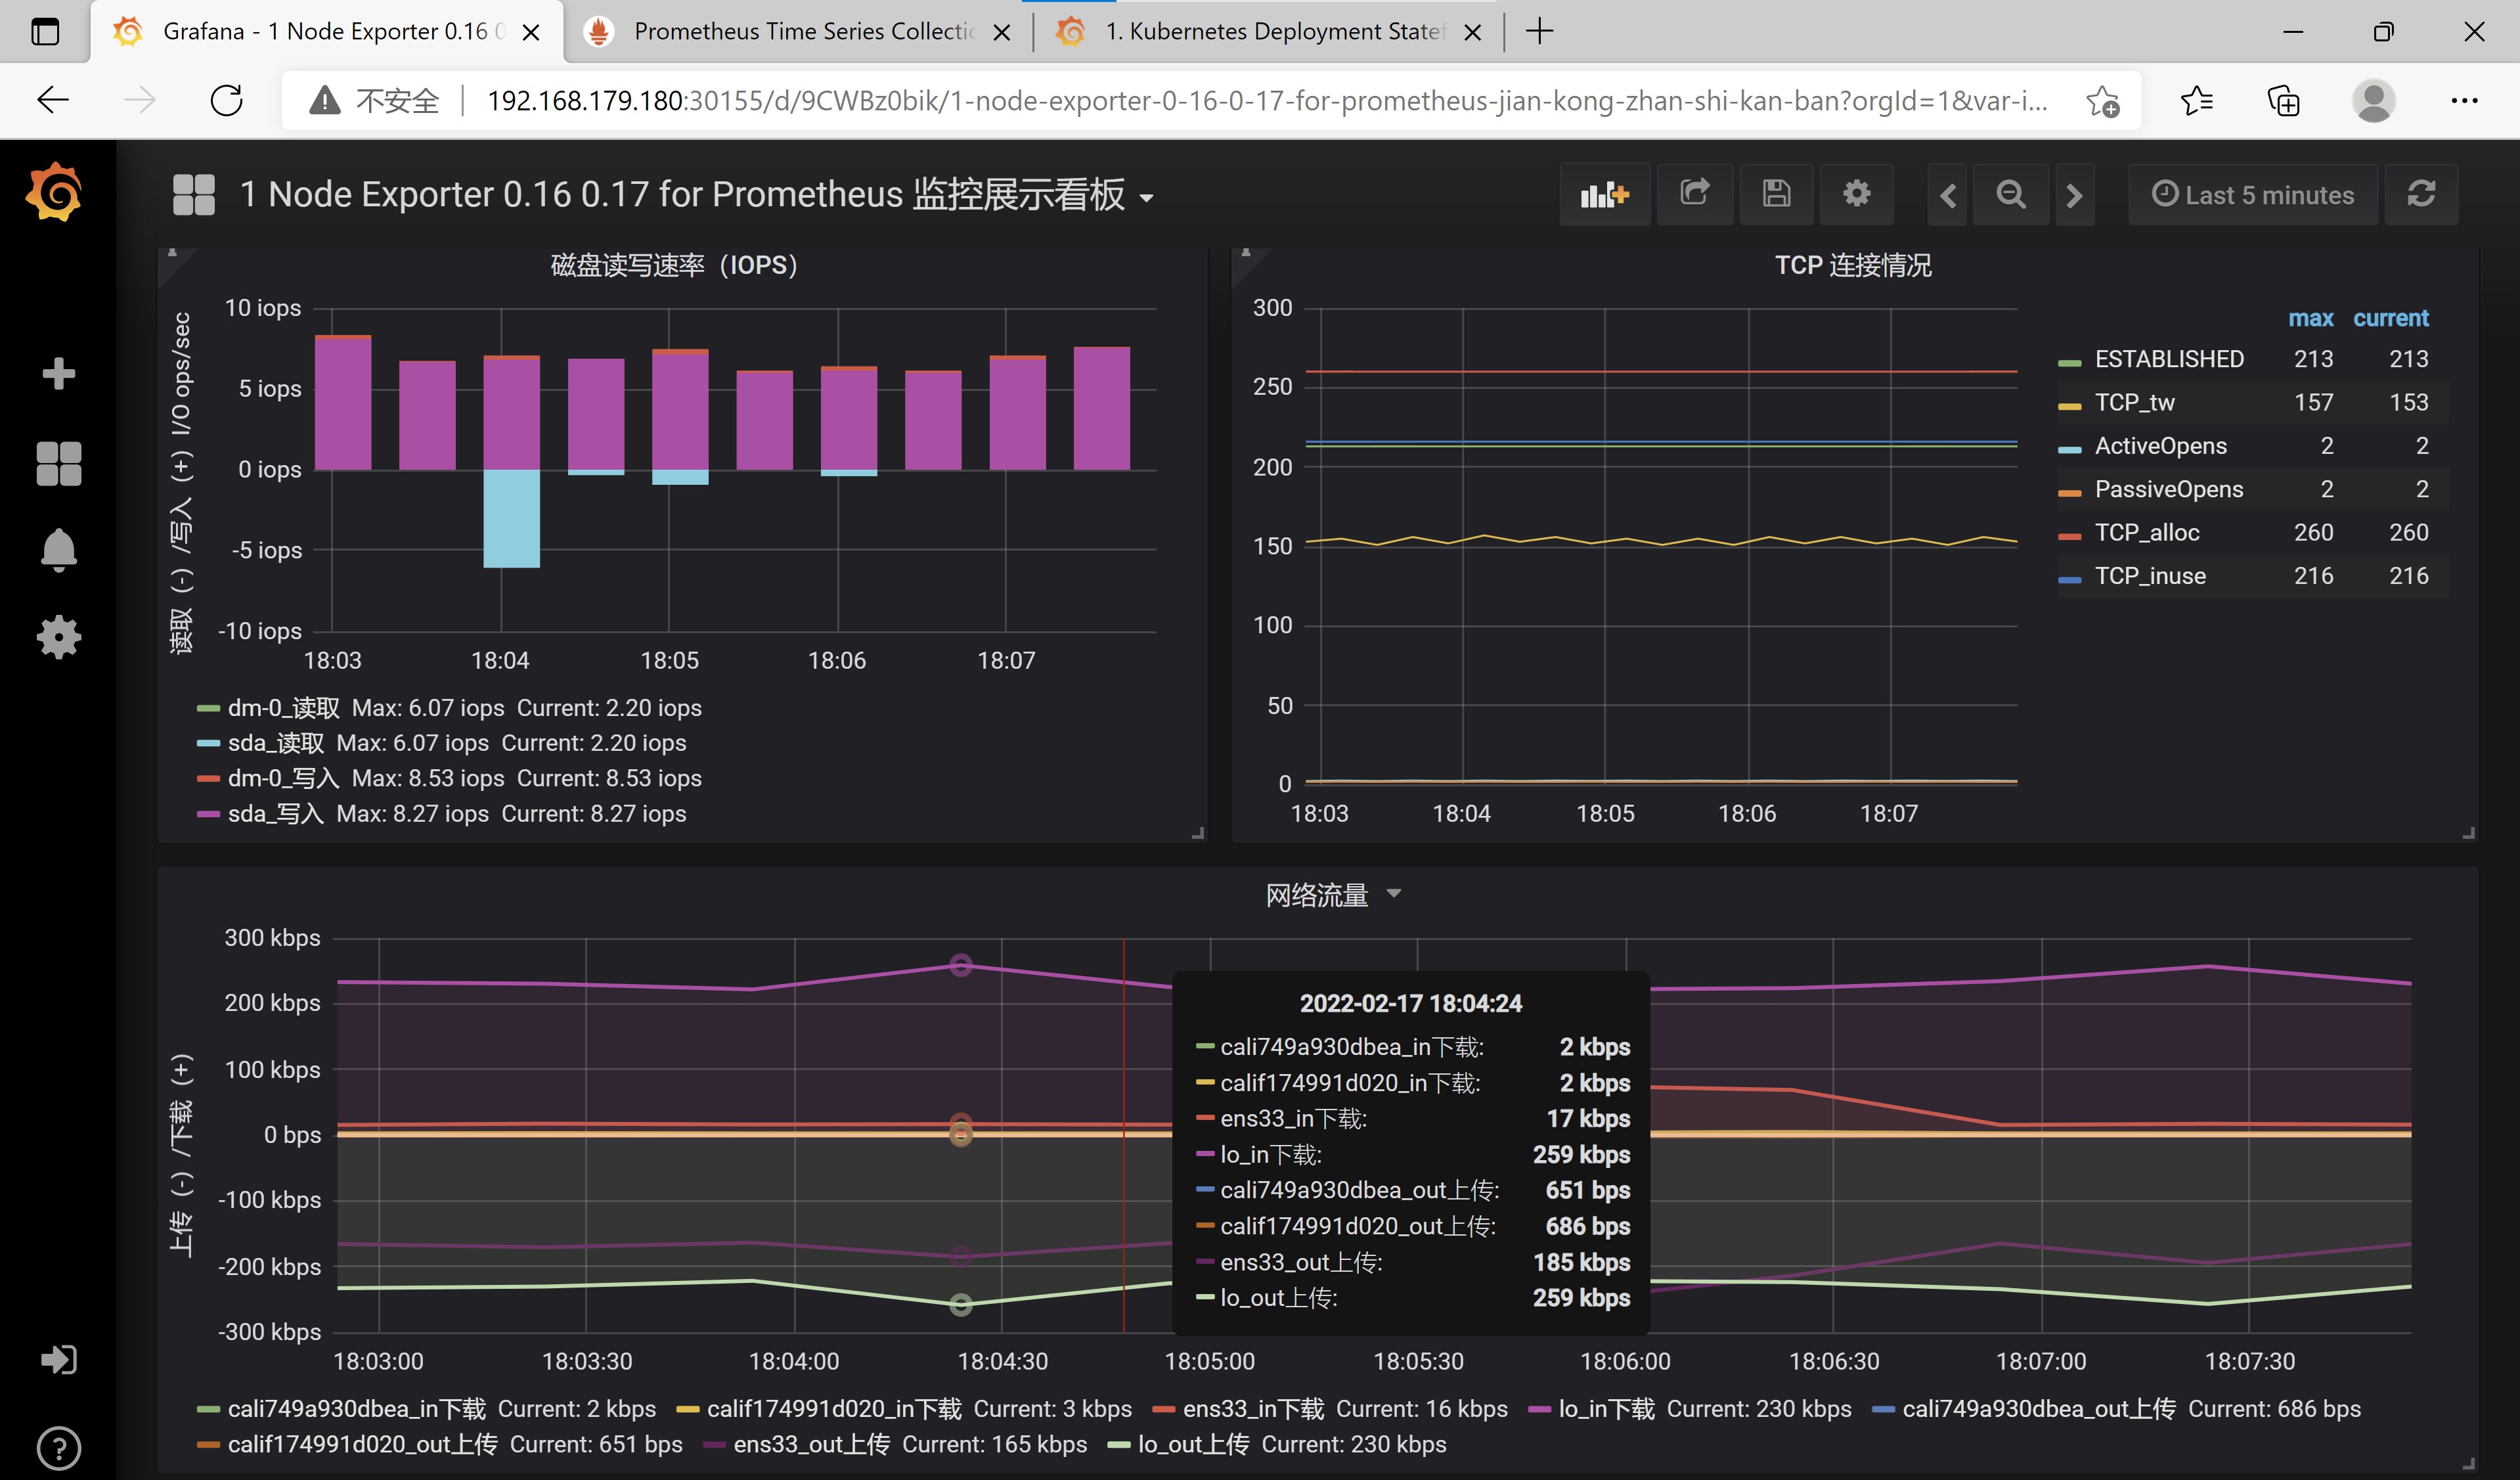 Grafana - 1 Node Exporter 0.16 0
Prometheus Time Series Collectic
1. Kubernetes Deployment Statef
不安全
192.168.179.180:30155/d/9CWBz0bik/1-node-exporter-0-16-0-17-for-prometheus-jian-kong-zhan-shi-kan-ban?orgId=1&var-i...
1 Node Exporter 0.16 0.17 for Prometheus 监控展示看板
Last 5 minutes
磁盘读写速率（IOPS）
读取（-）/写入（+）I/O ops/sec
10 iops
5 iops
0 iops
-5 iops
-10 iops
18:03 18:04 18:05 18:06 18:07
dm-0_读取 Max: 6.07 iops Current: 2.20 iops
sda_读取 Max: 6.07 iops Current: 2.20 iops
dm-0_写入 Max: 8.53 iops Current: 8.53 iops
sda_写入 Max: 8.27 iops Current: 8.27 iops
TCP 连接情况
300
250
200
150
100
50
0
18:03 18:04 18:05 18:06 18:07
max current
ESTABLISHED 213 213
TCP_tw 157 153
ActiveOpens 2 2
PassiveOpens 2 2
TCP_alloc 260 260
TCP_inuse 216 216
网络流量
上传（-）/下载（+）
300 kbps
200 kbps
100 kbps
0 bps
-100 kbps
-200 kbps
-300 kbps
2022-02-17 18:04:24
cali749a930dbea_in下载: 2 kbps
calif174991d020_in下载: 2 kbps
ens33_in下载: 17 kbps
lo_in下载: 259 kbps
cali749a930dbea_out上传: 651 bps
calif174991d020_out上传: 686 bps
ens33_out上传: 185 kbps
lo_out上传: 259 kbps
18:03:00 18:03:30 18:04:00 18:04:30 18:05:00 18:05:30 18:06:00 18:06:30 18:07:00 18:07:30
cali749a930dbea_in下载 Current: 2 kbps calif174991d020_in下载 Current: 3 kbps ens33_in下载 Current: 16 kbps lo_in下载 Current: 230 kbps cali749a930dbea_out上传 Current: 686 bps
calif174991d020_out上传 Current: 651 bps ens33_out上传 Current: 165 kbps lo_out上传 Current: 230 kbps